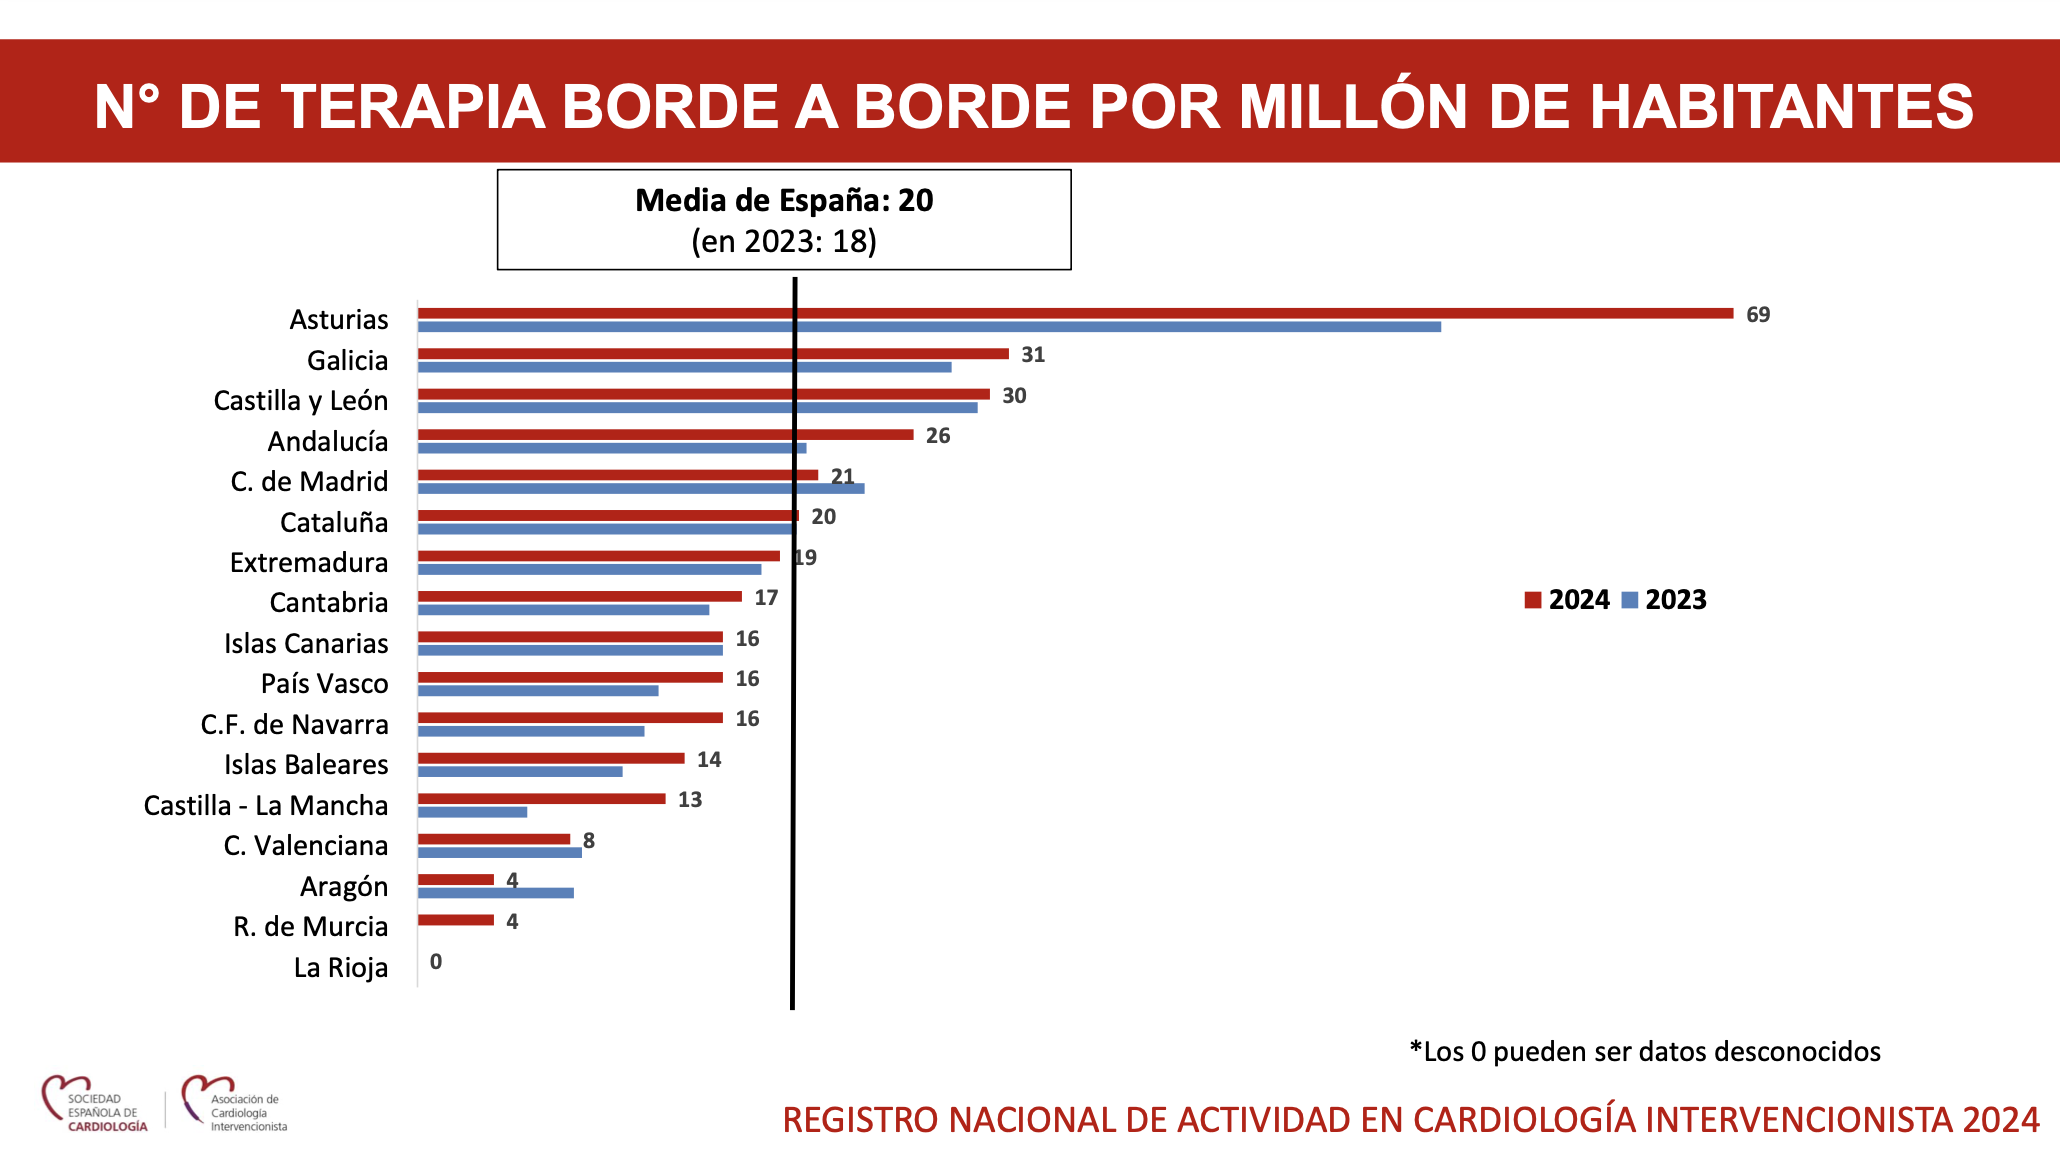 N° DE TERAPIA BORDE A BORDE POR MILLÓN DE HABITANTES
Media de España: 20
(en 2023: 18)
Asturias 69
Galicia 31
Castilla y León 30
Andalucía 26
C. de Madrid 21
Cataluña 20
Extremadura 19
Cantabria 17
Islas Canarias 16
País Vasco 16
C.F. de Navarra 16
Islas Baleares 14
Castilla - La Mancha 13
C. Valenciana 8
Aragón 4
R. de Murcia 4
La Rioja 0
2024 2023
*Los 0 pueden ser datos desconocidos
SOCIEDAD
ESPAÑOLA DE
CARDIOLOGÍA
Asociación de
Cardiología
Intervencionista
REGISTRO NACIONAL DE ACTIVIDAD EN CARDIOLOGÍA INTERVENCIONISTA 2024